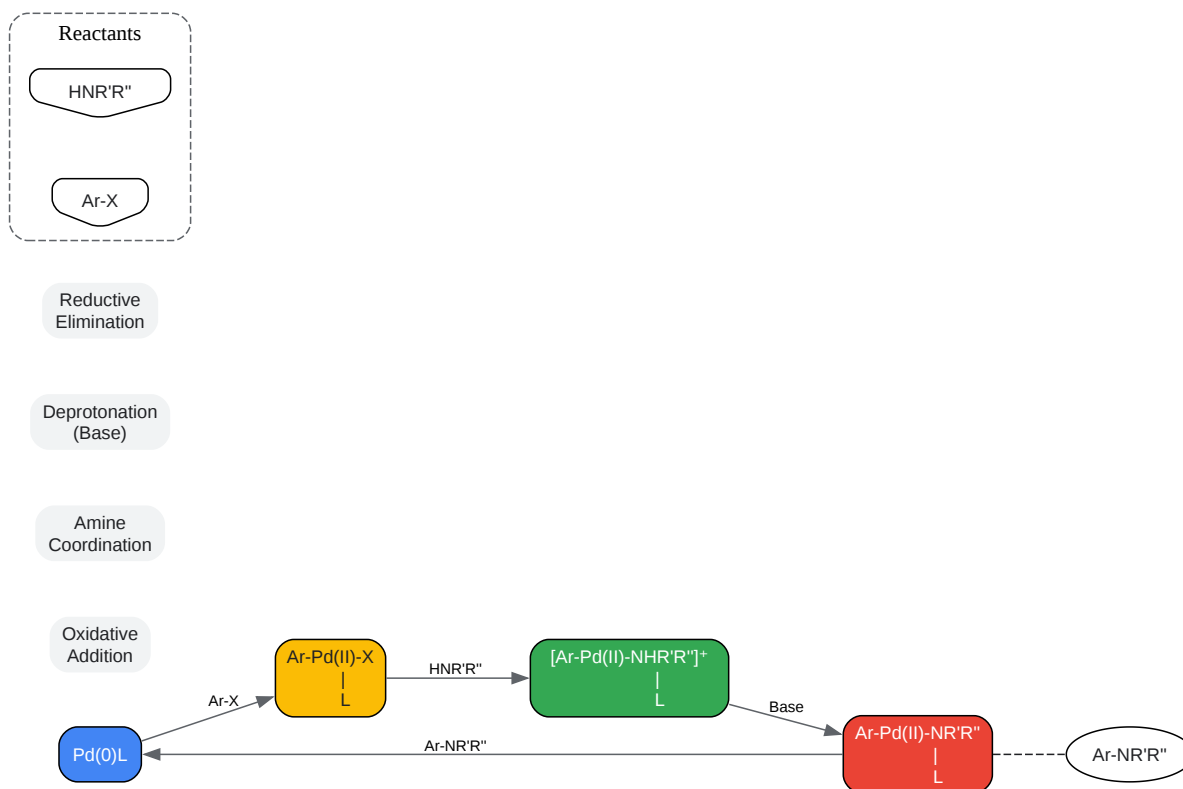 Reactants
HNR'R"
Ar-X
Reductive
Elimination
Deprotonation
(Base)
Amine
Coordination
Oxidative
Addition
Ar-Pd(II)-X
|
L
HNR'R"
[Ar-Pd(II)-NHR'R"]⁺
|
L
Ar-X
Base
Pd(0)L
Ar-NR'R"
Ar-Pd(II)-NR'R"
|
L
Ar-NR'R"